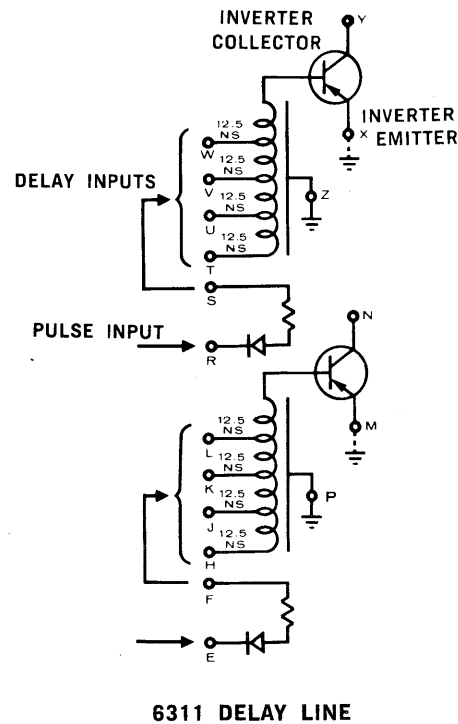 INVERTER
COLLECTOR
Y
INVERTER
X EMITTER
12.5
NS
W
12.5
NS
V
DELAY INPUTS
12.5
NS
U
12.5
NS
T
Z
S
PULSE INPUT
R
N
M
12.5
NS
L
12.5
NS
K
12.5
NS
J
12.5
NS
H
P
F
E
6311 DELAY LINE